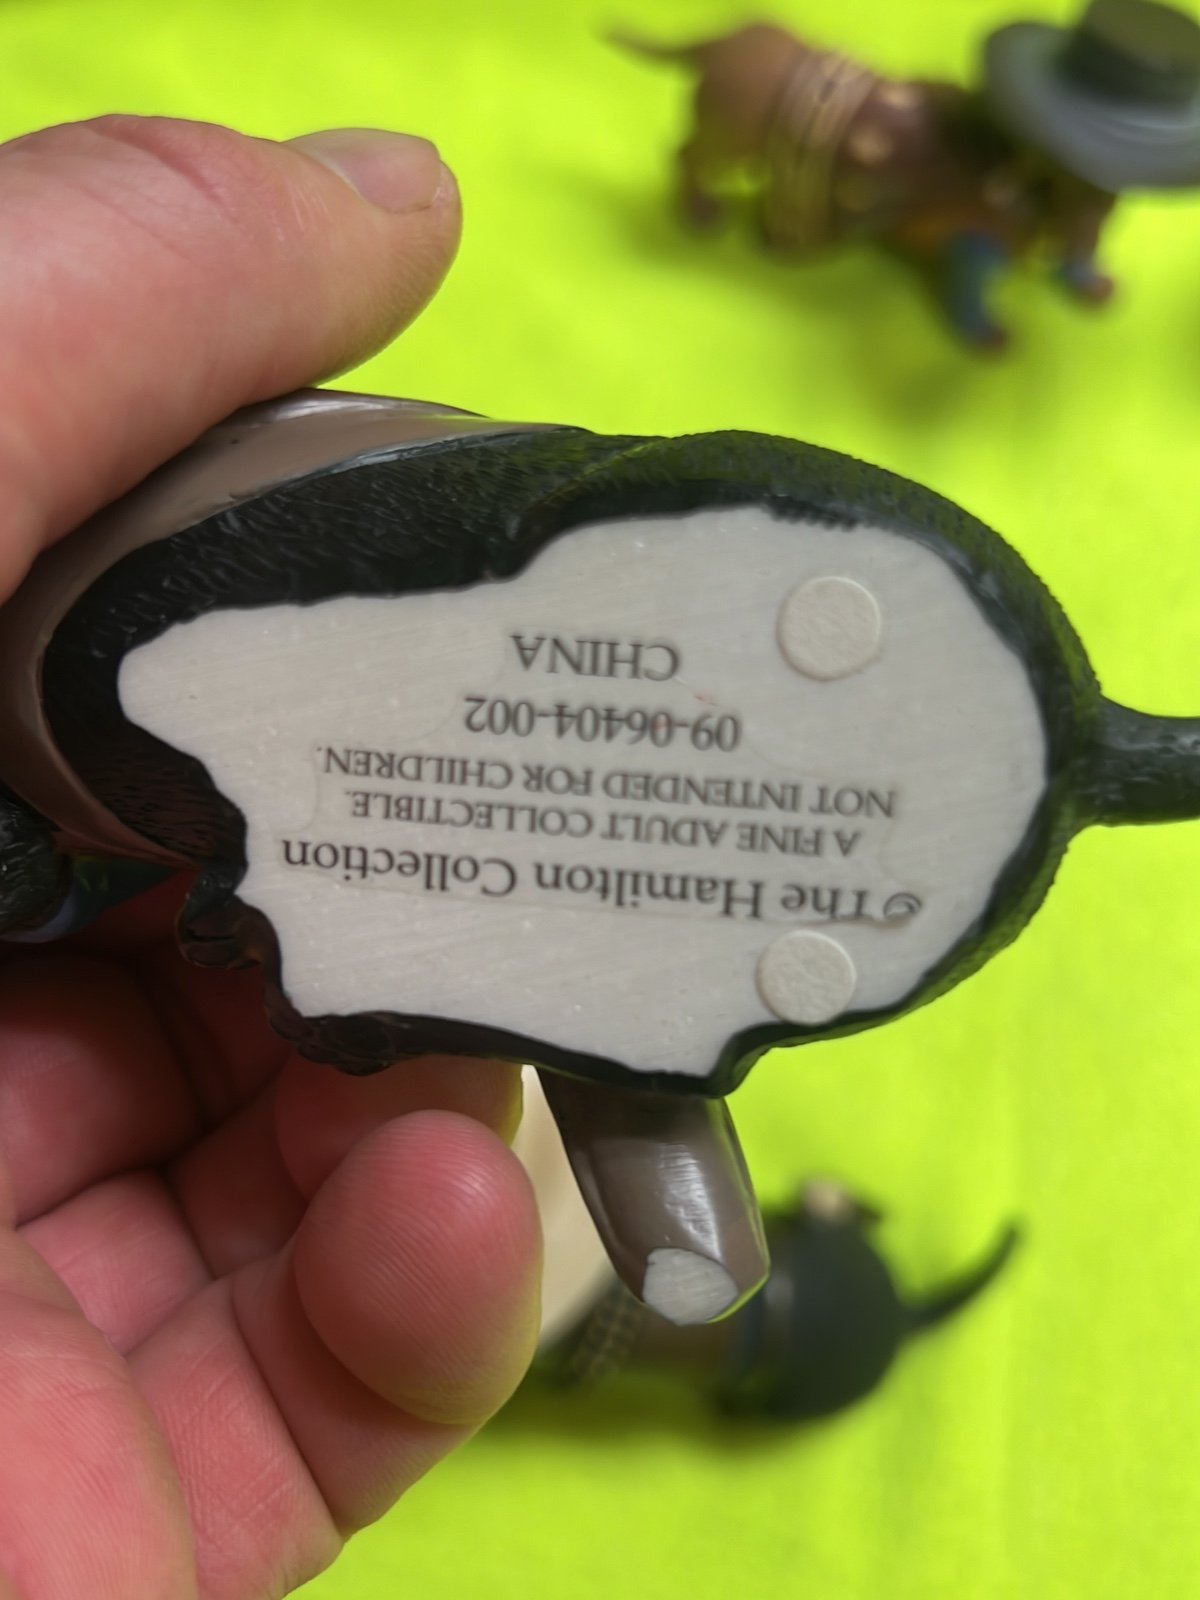 ©The Hamilton Collection
A FINE ADULT COLLECTIBLE.
NOT INTENDED FOR CHILDREN.
09-06404-002
CHINA